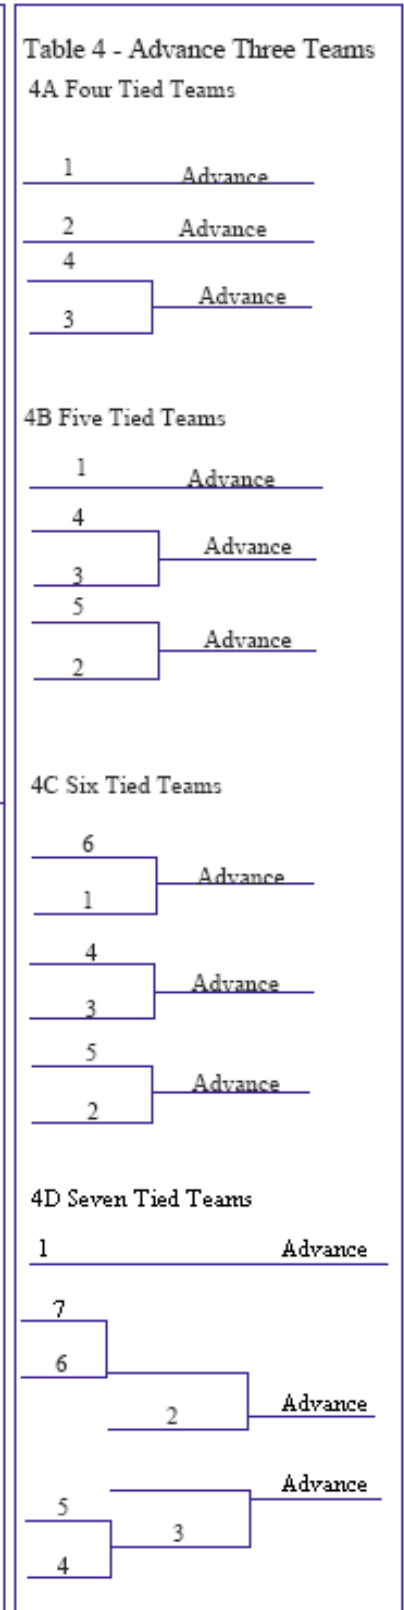 Table 4 - Advance Three Teams
4A Four Tied Teams
1 Advance
2 Advance
4
Advance
3
4B Five Tied Teams
1 Advance
4
Advance
3
5
Advance
2
4C Six Tied Teams
6
Advance
1
4
Advance
3
5
Advance
2
4D Seven Tied Teams
1 Advance
7
6
2 Advance
Advance
5
3
4